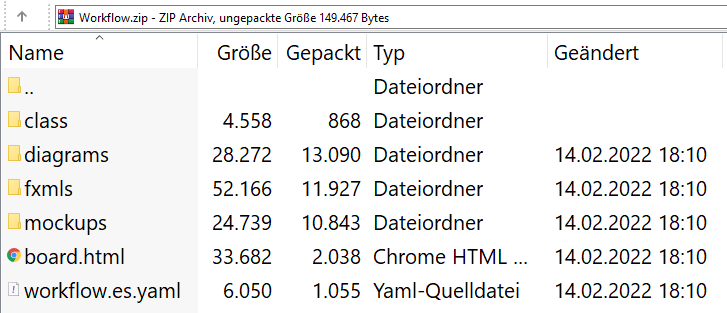 Workflow.zip - ZIP Archiv, ungepackte Größe 149.467 Bytes
Name Größe Gepackt Typ Geändert
.. Dateiordner
class 4.558 868 Dateiordner
diagrams 28.272 13.090 Dateiordner 14.02.2022 18:10
fxmls 52.166 11.927 Dateiordner 14.02.2022 18:10
mockups 24.739 10.843 Dateiordner 14.02.2022 18:10
board.html 33.682 2.038 Chrome HTML ... 14.02.2022 18:10
workflow.es.yaml 6.050 1.055 Yaml-Quelldatei 14.02.2022 18:10